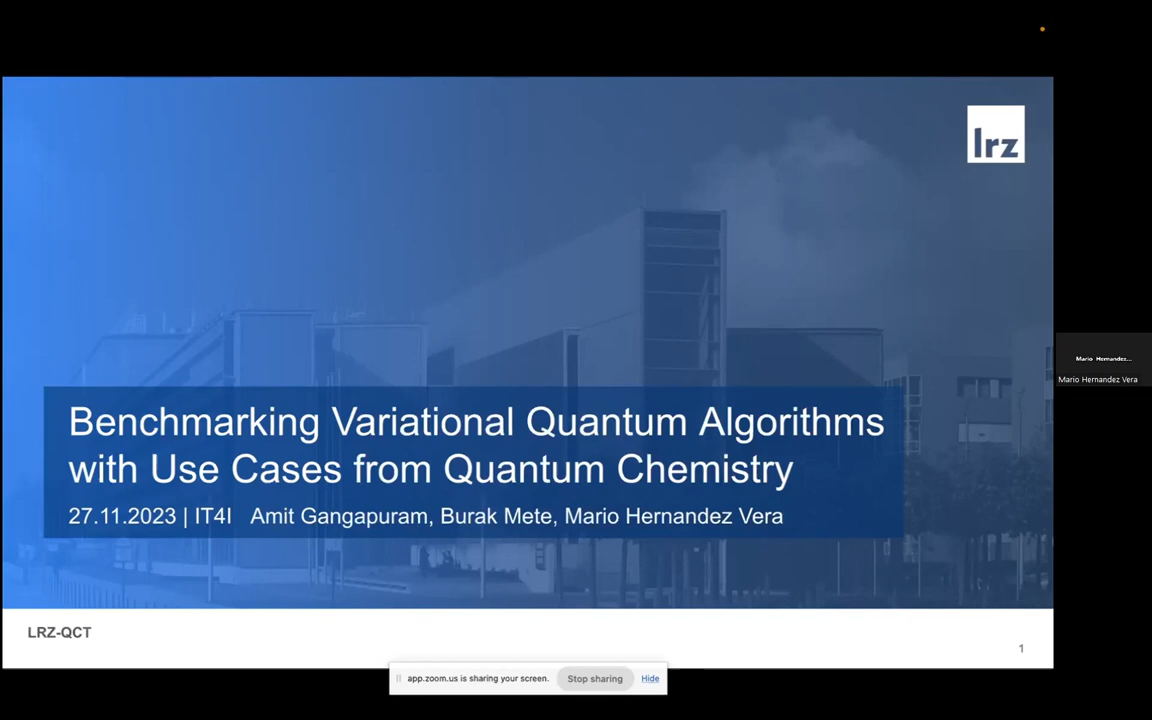 lrz
Benchmarking Variational Quantum Algorithms
with Use Cases from Quantum Chemistry
27.11.2023 | IT4I Amit Gangapuram, Burak Mete, Mario Hernandez Vera
Mario Hernandez...
Mario Hernandez Vera
LRZ-QCT
1
app.zoom.us is sharing your screen. Stop sharing Hide